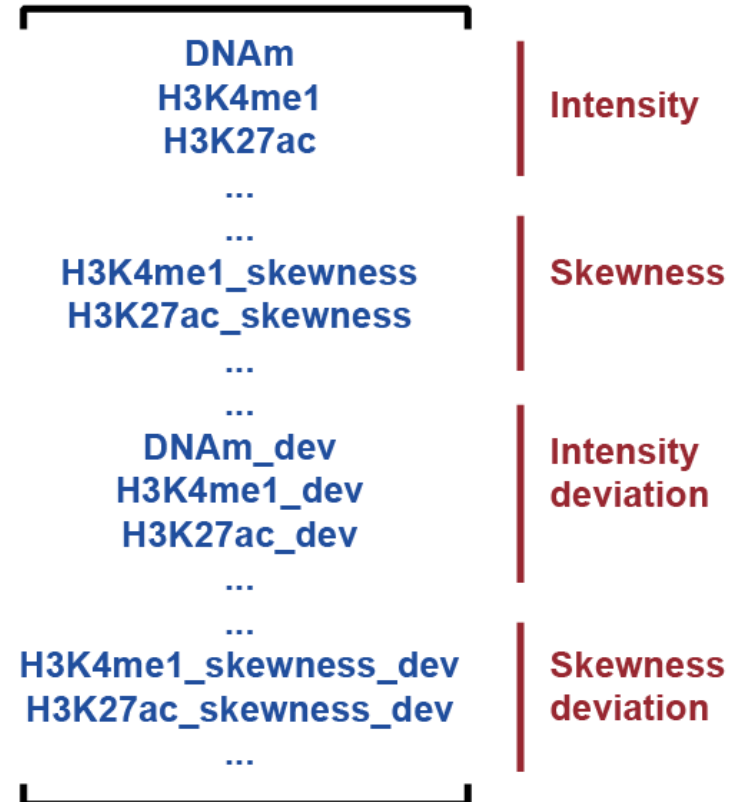 DNAm
H3K4me1
H3K27ac
...
Intensity
...
H3K4me1_skewness
H3K27ac_skewness
...
Skewness
...
DNAm_dev
H3K4me1_dev
H3K27ac_dev
...
Intensity
deviation
...
H3K4me1_skewness_dev
H3K27ac_skewness_dev
...
Skewness
deviation